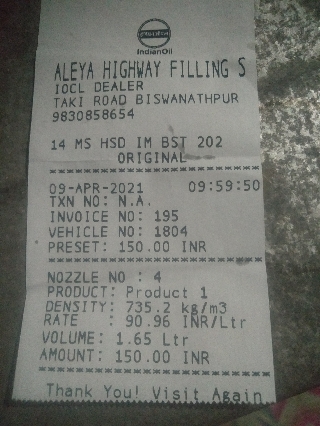 IndianOil
ALEYA HIGHWAY FILLING S
IOCL DEALER
TAKI ROAD BISWANATHPUR
9830858654
14 MS HSD IM BST 202
ORIGINAL
09-APR-2021 09:59:50
TXN NO: N.A.
INVOICE NO: 195
VEHICLE NO: 1804
PRESET: 150.00 INR
NOZZLE NO : 4
PRODUCT: Product 1
DENSITY: 735.2 kg/m3
RATE : 90.96 INR/Ltr
VOLUME: 1.65 Ltr
AMOUNT: 150.00 INR
Thank You! Visit Again